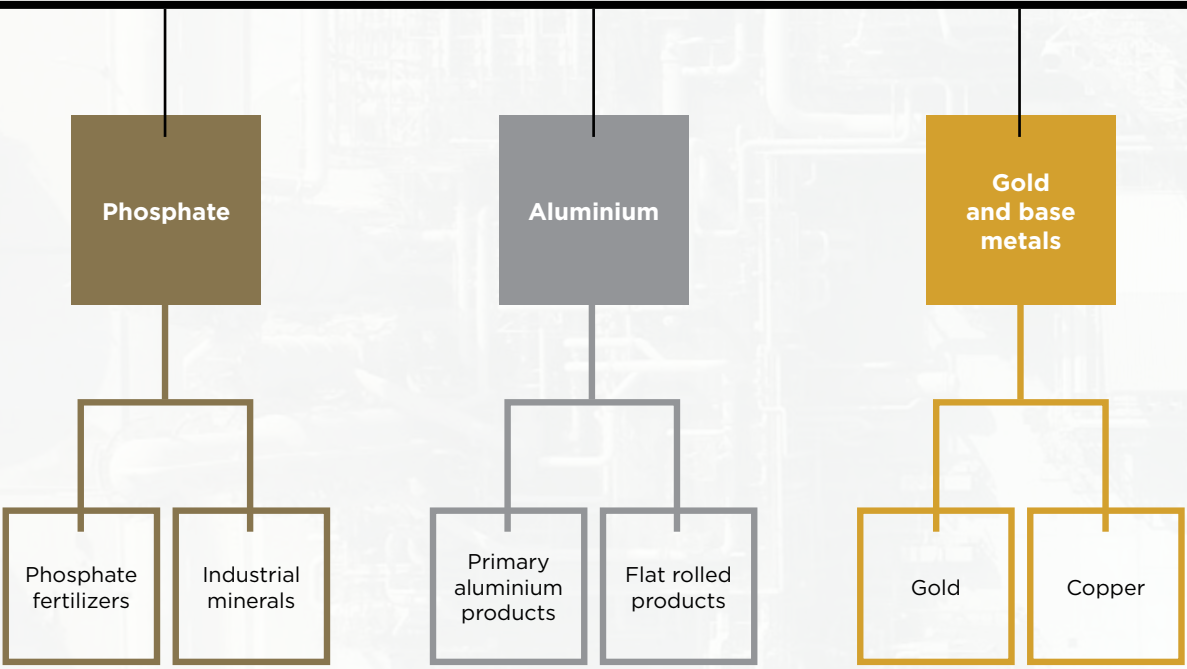 Phosphate
Aluminium
Gold
and base
metals
Phosphate
fertilizers
Industrial
minerals
Primary
aluminium
products
Flat rolled
products
Gold
Copper